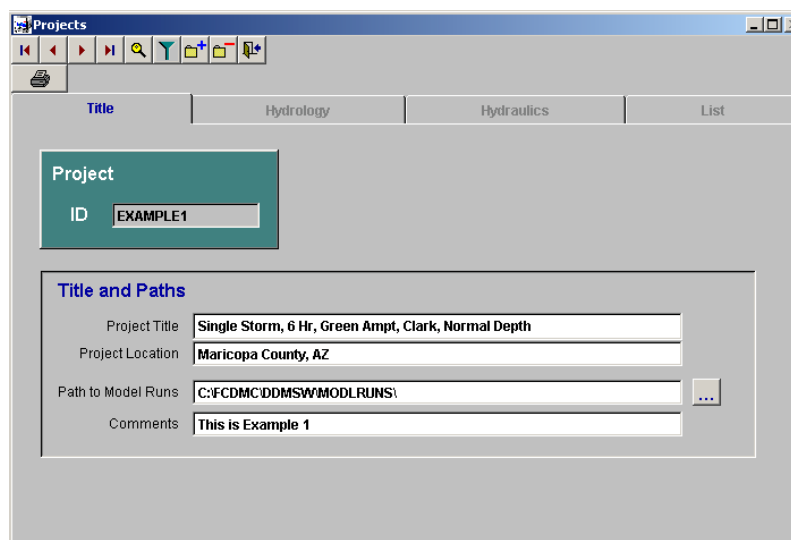 Projects
Title Hydrology Hydraulics List
Project
ID EXAMPLE1
Title and Paths
Project Title Single Storm, 6 Hr, Green Ampt, Clark, Normal Depth
Project Location Maricopa County, AZ
Path to Model Runs C:\FCDMC\DDMSW\MODLRUNS\ ...
Comments This is Example 1